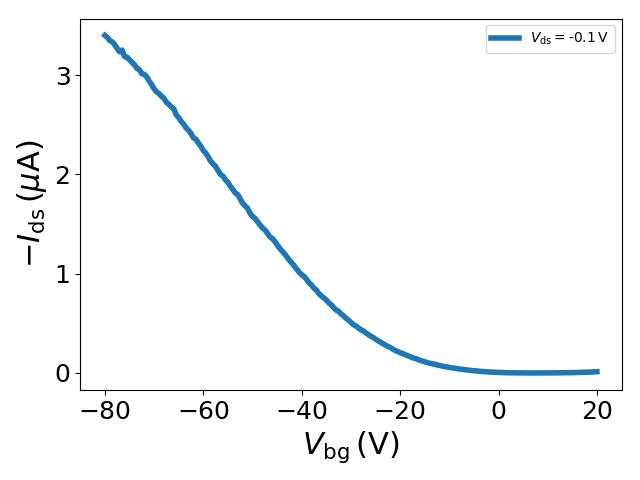 V_ds = -0.1 V
3
2
1
0
−I_ds (μA)
−80 −60 −40 −20 0 20
V_bg (V)